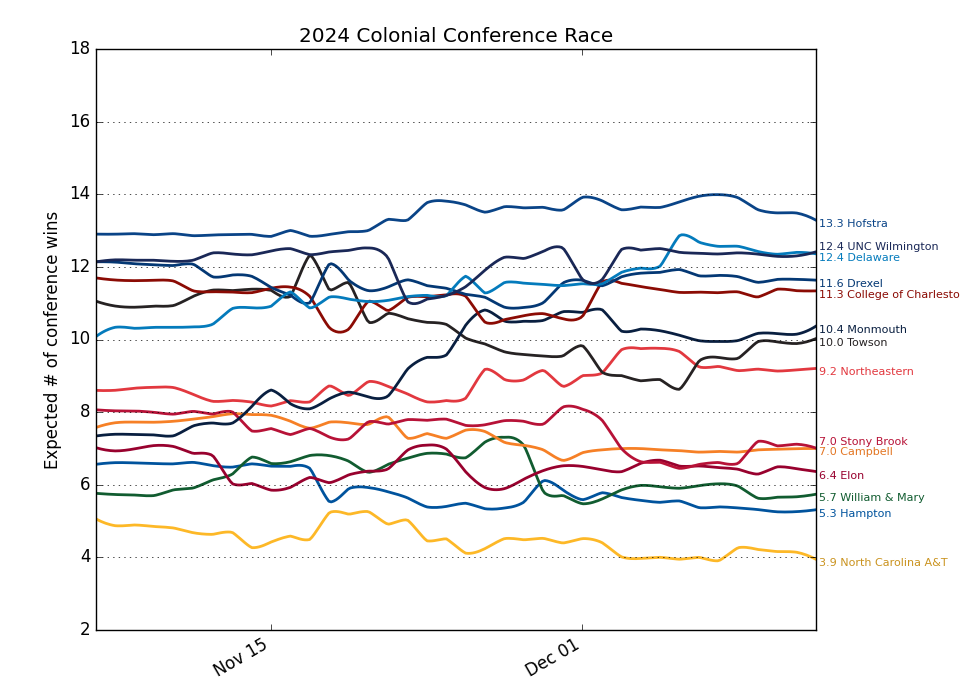 2024 Colonial Conference Race
Expected # of conference wins
18
16
14
12
10
8
6
4
2
Nov 15
Dec 01
13.3 Hofstra
12.4 UNC Wilmington
12.4 Delaware
11.6 Drexel
11.3 College of Charlesto
10.4 Monmouth
10.0 Towson
9.2 Northeastern
7.0 Stony Brook
7.0 Campbell
6.4 Elon
5.7 William & Mary
5.3 Hampton
3.9 North Carolina A&T